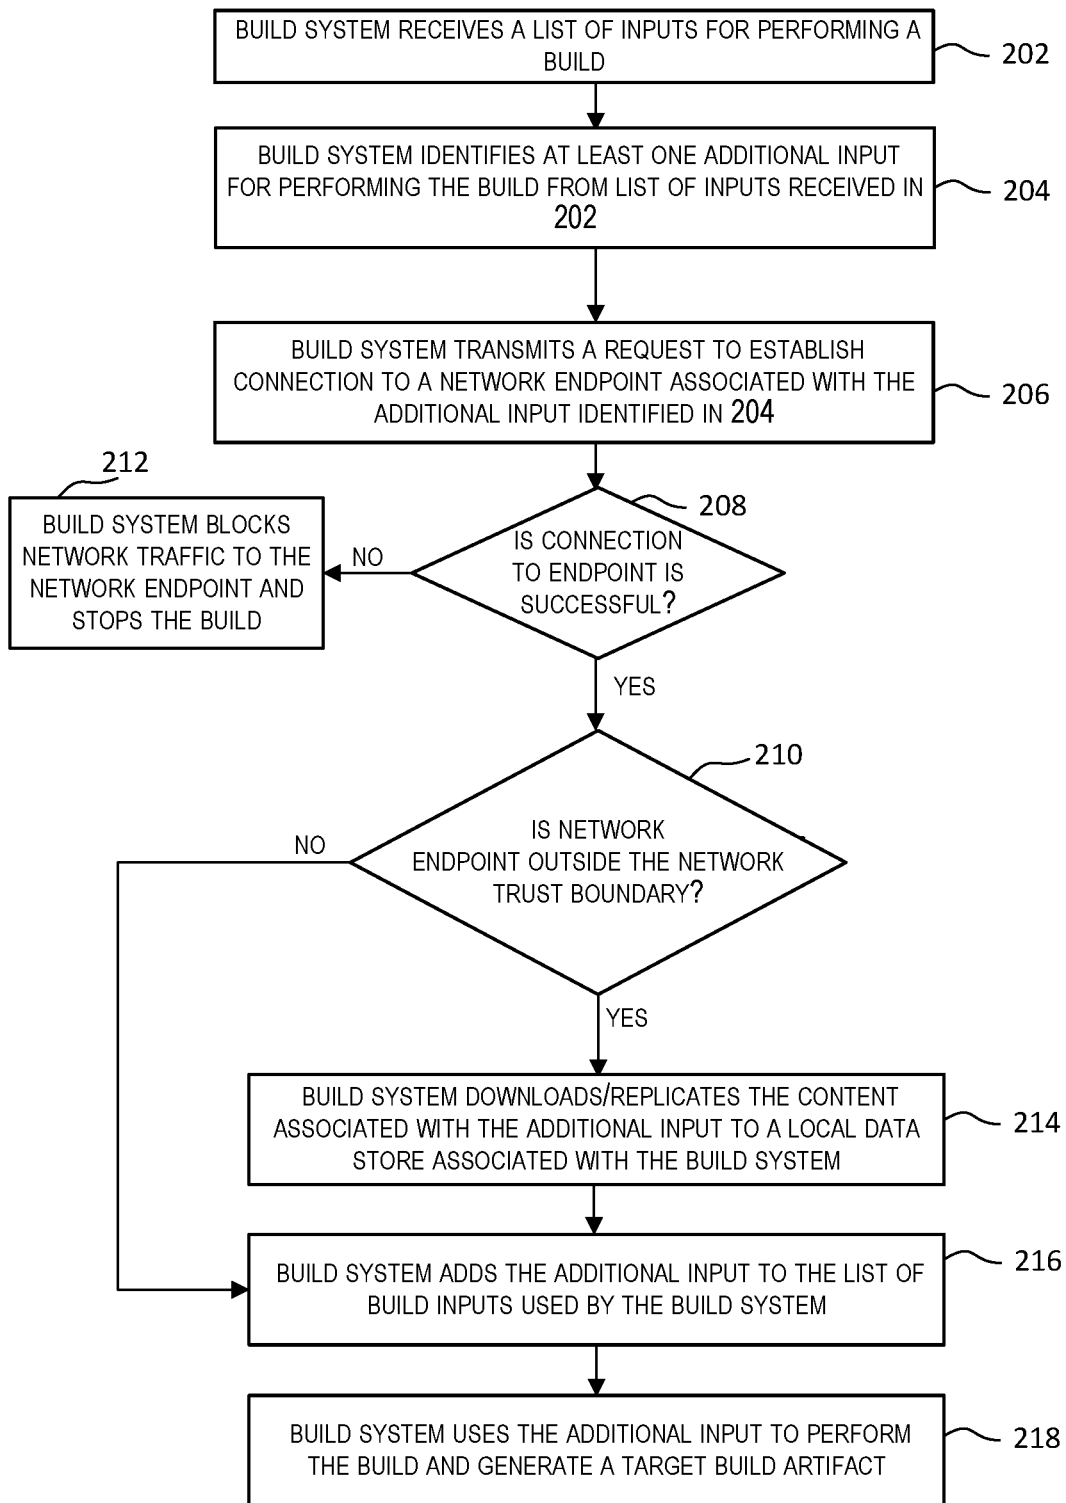 BUILD SYSTEM RECEIVES A LIST OF INPUTS FOR PERFORMING A
BUILD
202
BUILD SYSTEM IDENTIFIES AT LEAST ONE ADDITIONAL INPUT
FOR PERFORMING THE BUILD FROM LIST OF INPUTS RECEIVED IN
202
204
BUILD SYSTEM TRANSMITS A REQUEST TO ESTABLISH
CONNECTION TO A NETWORK ENDPOINT ASSOCIATED WITH THE
ADDITIONAL INPUT IDENTIFIED IN 204
206
212
BUILD SYSTEM BLOCKS
NETWORK TRAFFIC TO THE
NETWORK ENDPOINT AND
STOPS THE BUILD
NO
208
IS CONNECTION
TO ENDPOINT IS
SUCCESSFUL?
YES
210
IS NETWORK
ENDPOINT OUTSIDE THE NETWORK
TRUST BOUNDARY?
NO
YES
BUILD SYSTEM DOWNLOADS/REPLICATES THE CONTENT
ASSOCIATED WITH THE ADDITIONAL INPUT TO A LOCAL DATA
STORE ASSOCIATED WITH THE BUILD SYSTEM
214
BUILD SYSTEM ADDS THE ADDITIONAL INPUT TO THE LIST OF
BUILD INPUTS USED BY THE BUILD SYSTEM
216
BUILD SYSTEM USES THE ADDITIONAL INPUT TO PERFORM
THE BUILD AND GENERATE A TARGET BUILD ARTIFACT
218